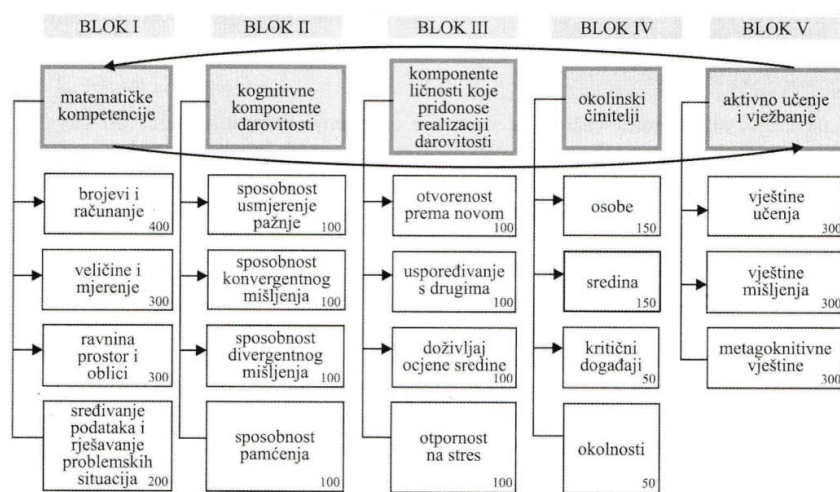 BLOK I
BLOK II
BLOK III
BLOK IV
BLOK V
matematičke
kompetencije
kognitivne
komponente
darovitosti
komponente
ličnosti koje
pridonose
realizaciji
darovitosti
okolinski
činitelji
aktivno učenje
i vježbanje
brojevi i
računanje
400
veličine i
mjerenje
300
ravnina
prostor i
oblici
300
sređivanje
podataka i
rješavanje
problemskih
situacija
200
sposobnost
usmjerenje
pažnje
100
sposobnost
konvergentnog
mišljenja
100
sposobnost
divergentnog
mišljenja
100
sposobnost
pamćenja
100
otvorenost
prema novom
100
uspoređivanje
s drugima
100
doživljaj
ocjene sredine
100
otpornost
na stres
100
osobe
150
sredina
150
kritični
događaji
50
okolnosti
50
vještine
učenja
300
vještine
mišljenja
300
metagoknitivne
vještine
300